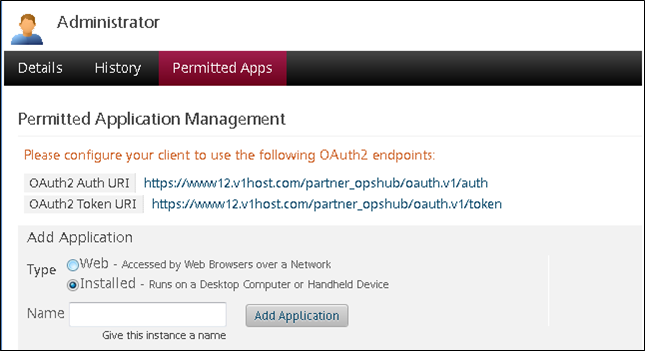 Administrator
Details History Permitted Apps
Permitted Application Management
Please configure your client to use the following OAuth2 endpoints:
OAuth2 Auth URI https://www12.v1host.com/partner_opshub/oauth.v1/auth
OAuth2 Token URI https://www12.v1host.com/partner_opshub/oauth.v1/token
Add Application
Type Web - Accessed by Web Browsers over a Network
Installed - Runs on a Desktop Computer or Handheld Device
Name Add Application
Give this instance a name